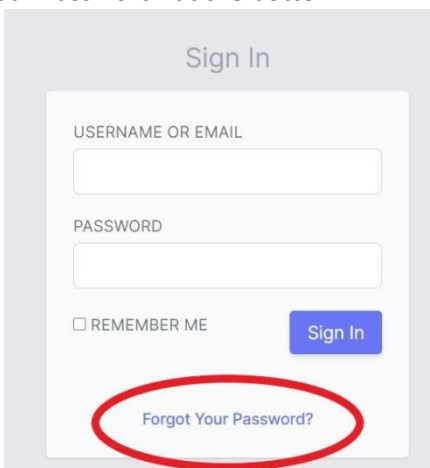 Sign In
USERNAME OR EMAIL
PASSWORD
REMEMBER ME
Sign In
Forgot Your Password?